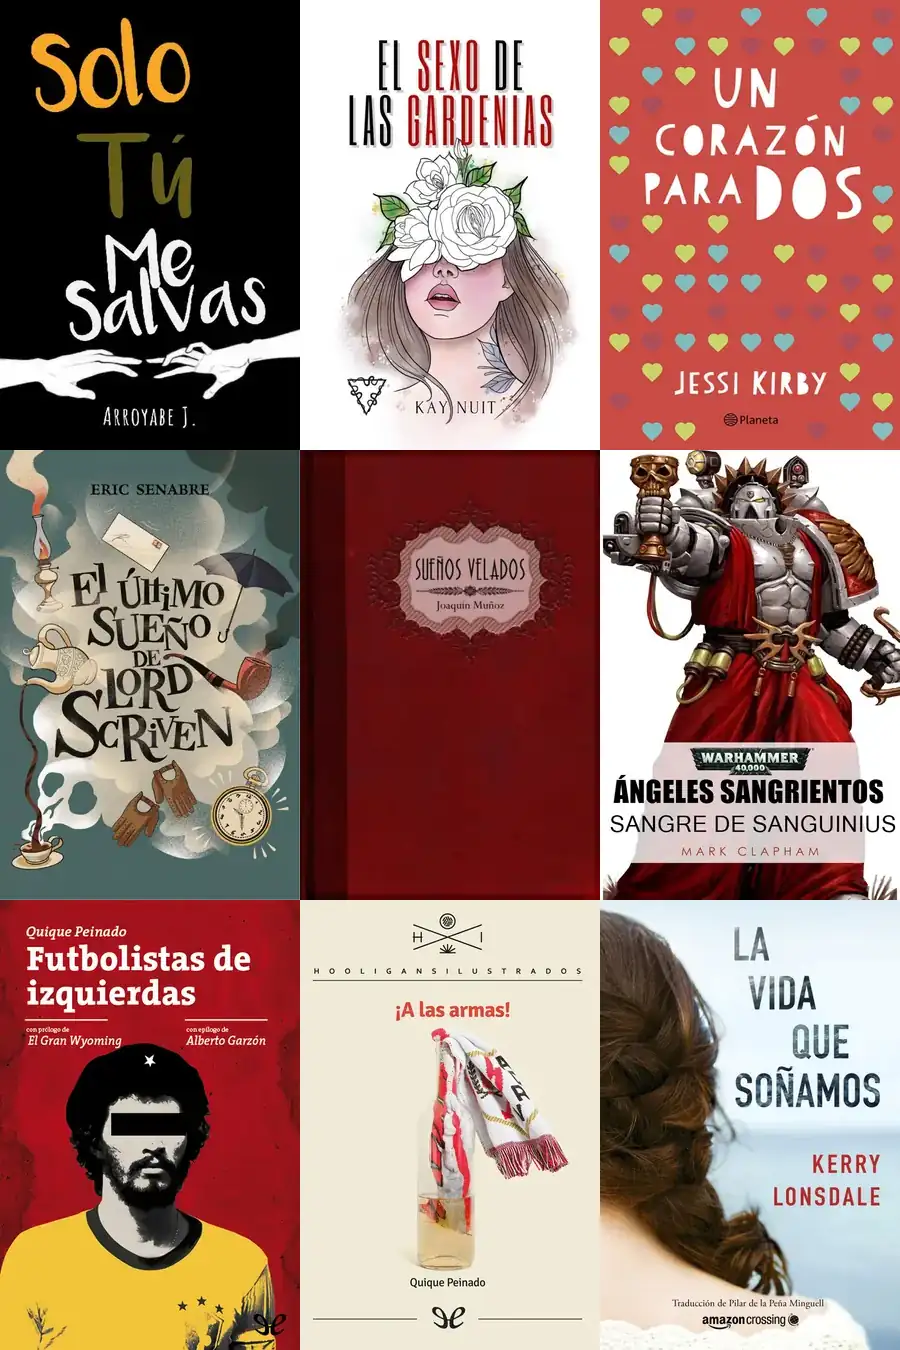 Solo
Tú
Me
Salvas
ARROYABE J.
EL SEXO DE
LAS GARDENIAS
KAY NUIT
UN
CORAZÓN
PARA DOS
JESSI KIRBY
Planeta
ERIC SENABRE
El ÚLTIMO
SUEÑO
DE
LORD
SCRIVEN
SUEÑOS VELADOS
Joaquín Muñoz
WARHAMMER
40,000
ÁNGELES SANGRIENTOS
SANGRE DE SANGUINIUS
MARK CLAPHAM
Quique Peinado
Futbolistas de
izquierdas
con prólogo de
El Gran Wyoming
con epílogo de
Alberto Garzón
H I
HOOLIGANSILUSTRADOS
¡A las armas!
Quique Peinado
LA
VIDA
QUE
SOÑAMOS
KERRY
LONSDALE
Traducción de Pilar de la Peña Minguell
amazoncrossing